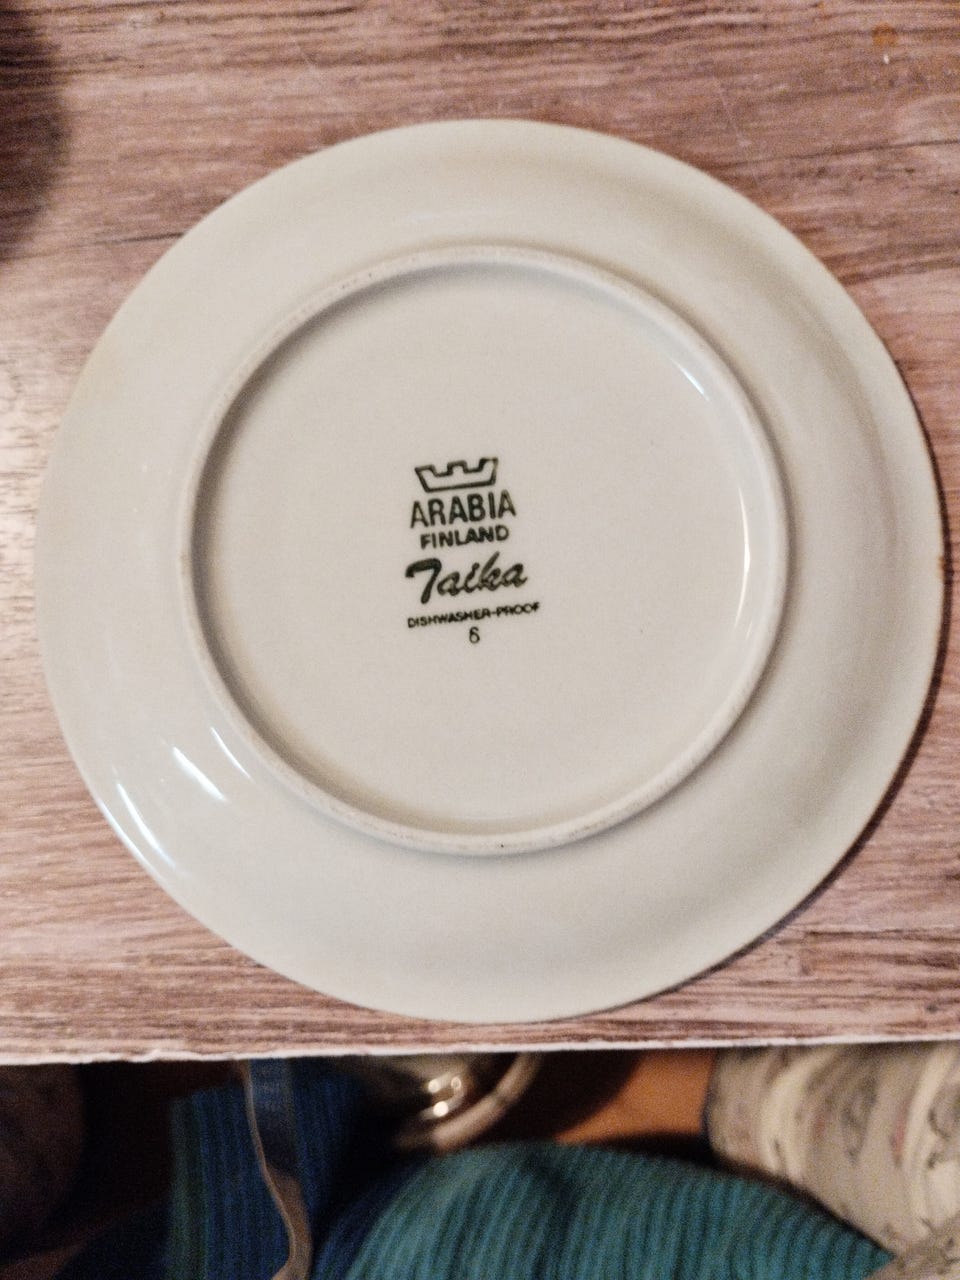 ARABIA
FINLAND
Taika
DISHWASHER-PROOF
6